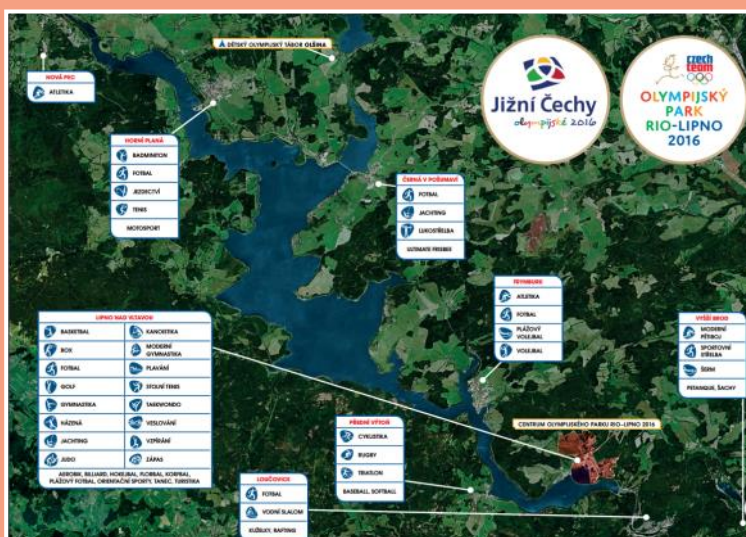 DĚTSKÝ OLYMPIJSKÝ TÁBOR OLŠINA
Jižní Čechy
olympijské 2016
czech
team
OLYMPIJSKÝ
PARK
RIO-LIPNO
2016
NOVÁ PEC
ATLETIKA
HORNÍ PLANÁ
BADMINTON
FOTBAL
JEZDECTVÍ
TENIS
MOTOSPORT
ČERNÁ V POŠUMAVÍ
FOTBAL
JACHTING
LUKOSTŘELBA
ULTIMATE FRISBEE
FRYMBURK
ATLETIKA
FOTBAL
PLÁŽOVÝ
VOLEJBAL
VOLEJBAL
VYŠŠÍ BROD
MODERNÍ
PĚTIBOJ
SPORTOVNÍ
STŘELBA
ŠERM
PETANQUE, ŠACHY
LIPNO NAD VLTAVOU
BASKETBAL
KANOISTIKA
BOX
MODERNÍ
GYMNASTIKA
FOTBAL
PLAVÁNÍ
GOLF
STOLNÍ TENIS
GYMNASTIKA
TAEKWONDO
HÁZENÁ
VESLOVÁNÍ
JACHTING
VZPÍRÁNÍ
JUDO
ZÁPAS
AEROBIK, BILLIARD, HOKEJBAL, FLORBAL, KORFBAL,
PLÁŽOVÝ FOTBAL, ORIENTAČNÍ SPORTY, TANEC, TURISTIKA
CENTRUM OLYMPIJSKÉHO PARKU RIO-LIPNO 2016
PŘEDNÍ VÝTOŇ
CYKLISTIKA
RUGBY
TRIATLON
BASEBALL, SOFTBALL
LOUČOVICE
FOTBAL
VODNÍ SLALOM
KUŽELKY, RAFTING